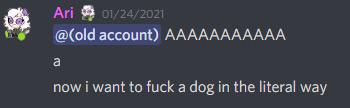 Ari 01/24/2021
@(old account) AAAAAAAAAAA
a
now i want to fuck a dog in the literal way